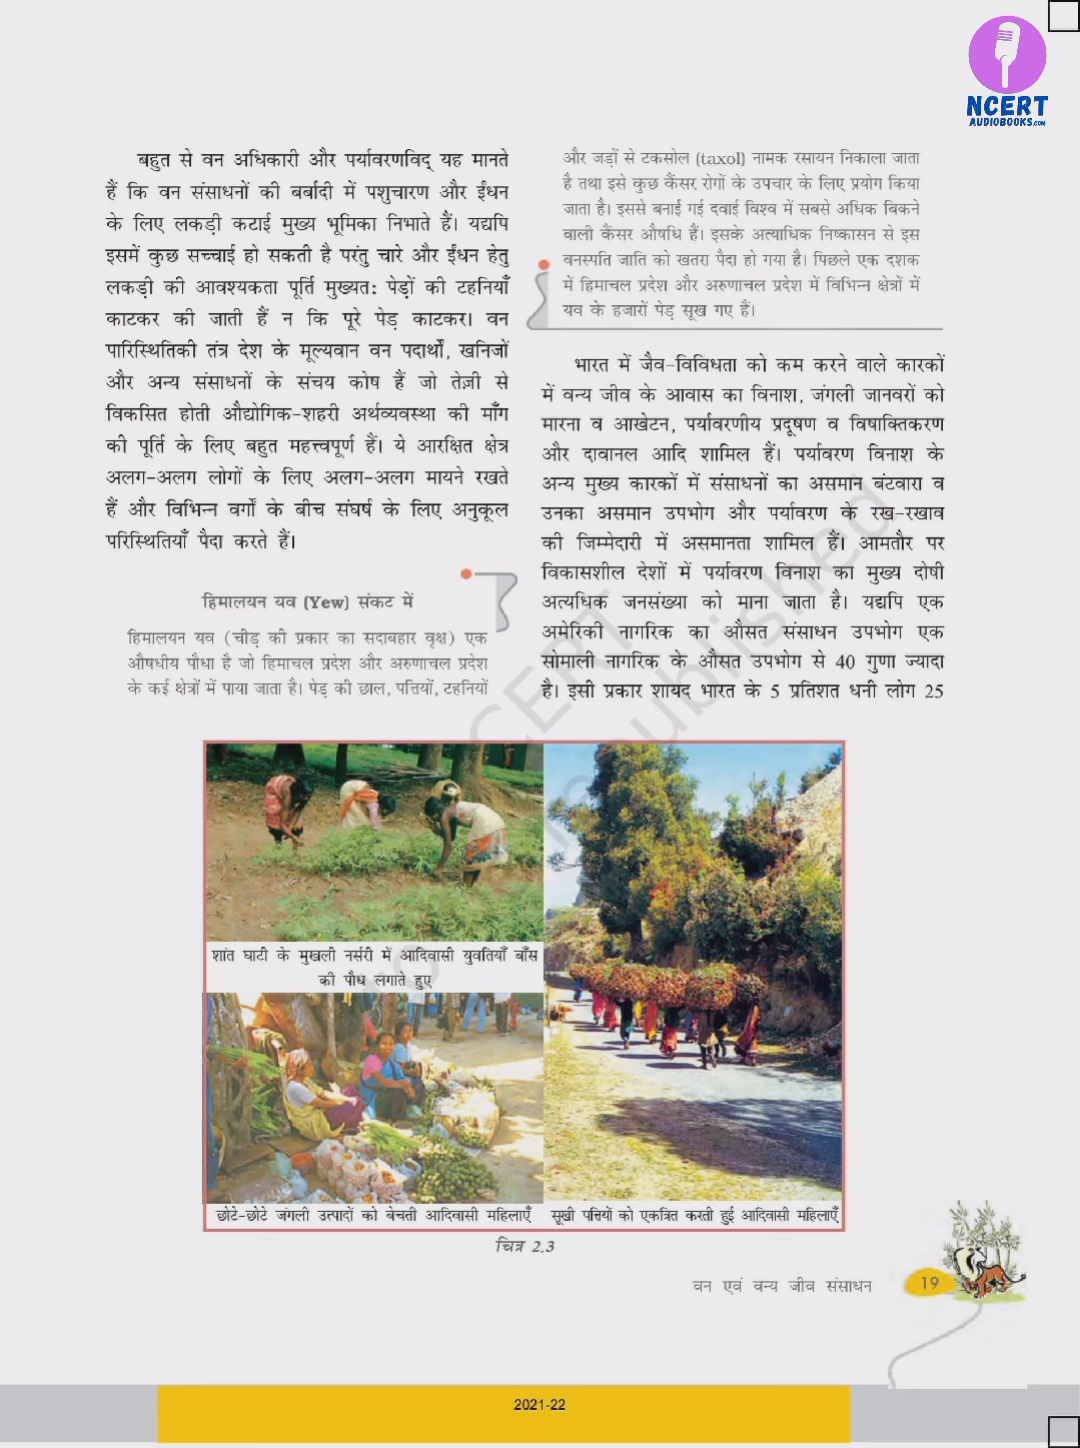 NCERT
AUDIOBOOKS.COM
बहुत से वन अधिकारी और पर्यावरणविद् यह मानते
हैं कि वन संसाधनों की बर्बादी में पशुचारण और ईंधन
के लिए लकड़ी कटाई मुख्य भूमिका निभाते हैं। यद्यपि
इसमें कुछ सच्चाई हो सकती है परंतु चारे और ईंधन हेतु
लकड़ी की आवश्यकता पूर्ति मुख्यत: पेड़ों की टहनियाँ
काटकर की जाती हैं न कि पूरे पेड़ काटकर। वन
पारिस्थितिकी तंत्र देश के मूल्यवान वन पदार्थों, खनिजों
और अन्य संसाधनों के संचय कोष हैं जो तेज़ी से
विकसित होती औद्योगिक-शहरी अर्थव्यवस्था की माँग
की पूर्ति के लिए बहुत महत्त्वपूर्ण हैं। ये आरक्षित क्षेत्र
अलग-अलग लोगों के लिए अलग-अलग मायने रखते
हैं और विभिन्न वर्गों के बीच संघर्ष के लिए अनुकूल
परिस्थितियाँ पैदा करते हैं।
हिमालयन यव (Yew) संकट में
हिमालयन यव (चीड़ की प्रकार का सदाबहार वृक्ष) एक
औषधीय पौधा है जो हिमाचल प्रदेश और अरुणाचल प्रदेश
के कई क्षेत्रों में पाया जाता है। पेड़ की छाल, पत्तियों, टहनियों
और जड़ों से टकसोल (taxol) नामक रसायन निकाला जाता
है तथा इसे कुछ कैंसर रोगों के उपचार के लिए प्रयोग किया
जाता है। इससे बनाई गई दवाई विश्व में सबसे अधिक बिकने
वाली कैंसर औषधि हैं। इसके अत्याधिक निष्कासन से इस
वनस्पति जाति को खतरा पैदा हो गया है। पिछले एक दशक
में हिमाचल प्रदेश और अरुणाचल प्रदेश में विभिन्न क्षेत्रों में
यव के हजारों पेड़ सूख गए हैं।
भारत में जैव-विविधता को कम करने वाले कारकों
में वन्य जीव के आवास का विनाश, जंगली जानवरों को
मारना व आखेटन, पर्यावरणीय प्रदूषण व विषाक्तिकरण
और दावानल आदि शामिल हैं। पर्यावरण विनाश के
अन्य मुख्य कारकों में संसाधनों का असमान बंटवारा व
उनका असमान उपभोग और पर्यावरण के रख-रखाव
की जिम्मेदारी में असमानता शामिल हैं। आमतौर पर
विकासशील देशों में पर्यावरण विनाश का मुख्य दोषी
अत्यधिक जनसंख्या को माना जाता है। यद्यपि एक
अमेरिकी नागरिक का औसत संसाधन उपभोग एक
सोमाली नागरिक के औसत उपभोग से 40 गुणा ज्यादा
है। इसी प्रकार शायद भारत के 5 प्रतिशत धनी लोग 25
शांत घाटी के मुखली नर्सरी में आदिवासी युवतियाँ बाँस
की पौध लगाते हुए
छोटे-छोटे जंगली उत्पादों को बेचती आदिवासी महिलाएँ
सूखी पत्तियों को एकत्रित करती हुई आदिवासी महिलाएँ
चित्र 2.3
वन एवं वन्य जीव संसाधन
19
2021-22